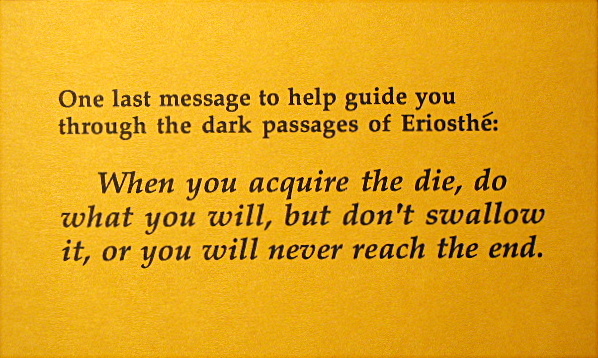 One last message to help guide you
through the dark passages of Eriosthé:
When you acquire the die, do
what you will, but don't swallow
it, or you will never reach the end.